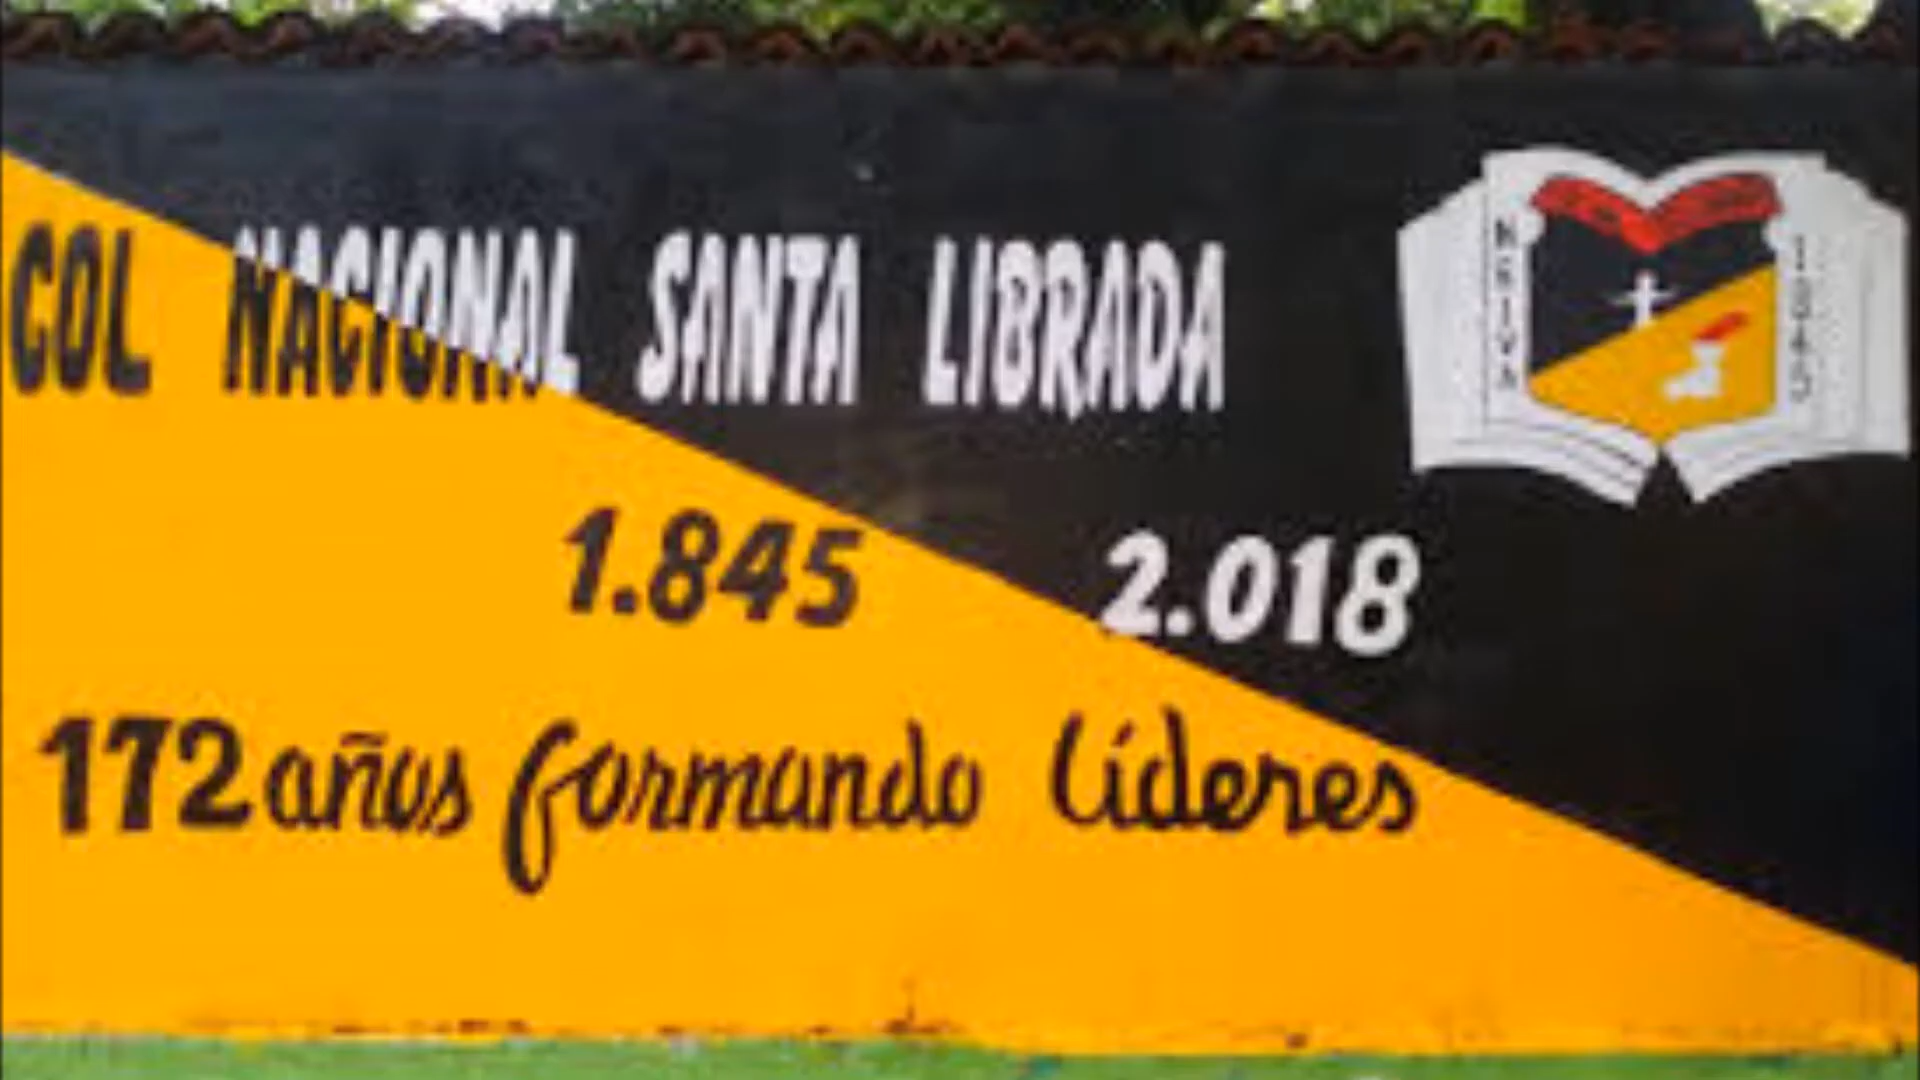 COL NACIONAL SANTA LIBRADA
1.845 2.018
172 años formando líderes